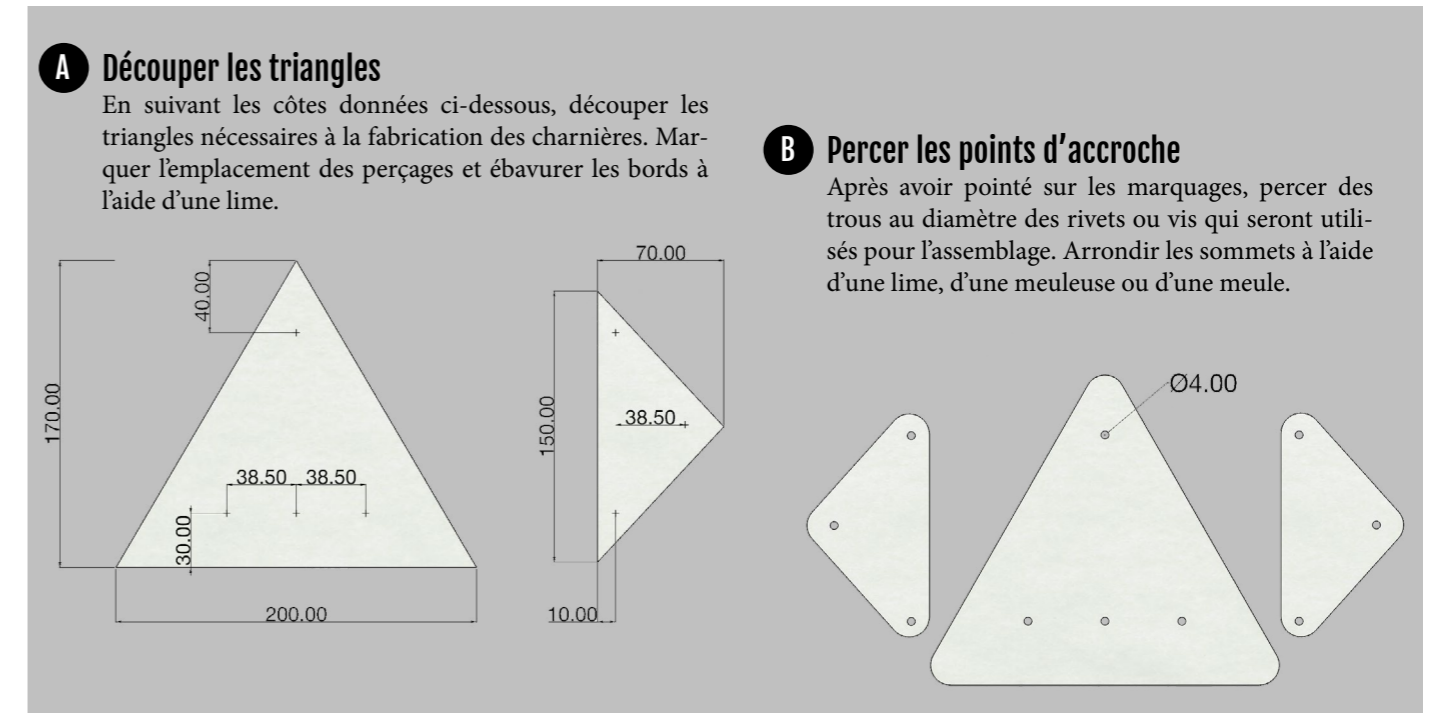 A Découper les triangles
En suivant les côtes données ci-dessous, découper les
triangles nécessaires à la fabrication des charnières. Mar-
quer l’emplacement des perçages et ébavurer les bords à
l’aide d’une lime.
70.00
40.00
170.00
150.00
38.50
38.50 38.50
30.00
200.00
10.00
B Percer les points d’accroche
Après avoir pointé sur les marquages, percer des
trous au diamètre des rivets ou vis qui seront utili-
sés pour l’assemblage. Arrondir les sommets à l’aide
d’une lime, d’une meuleuse ou d’une meule.
Ø4.00